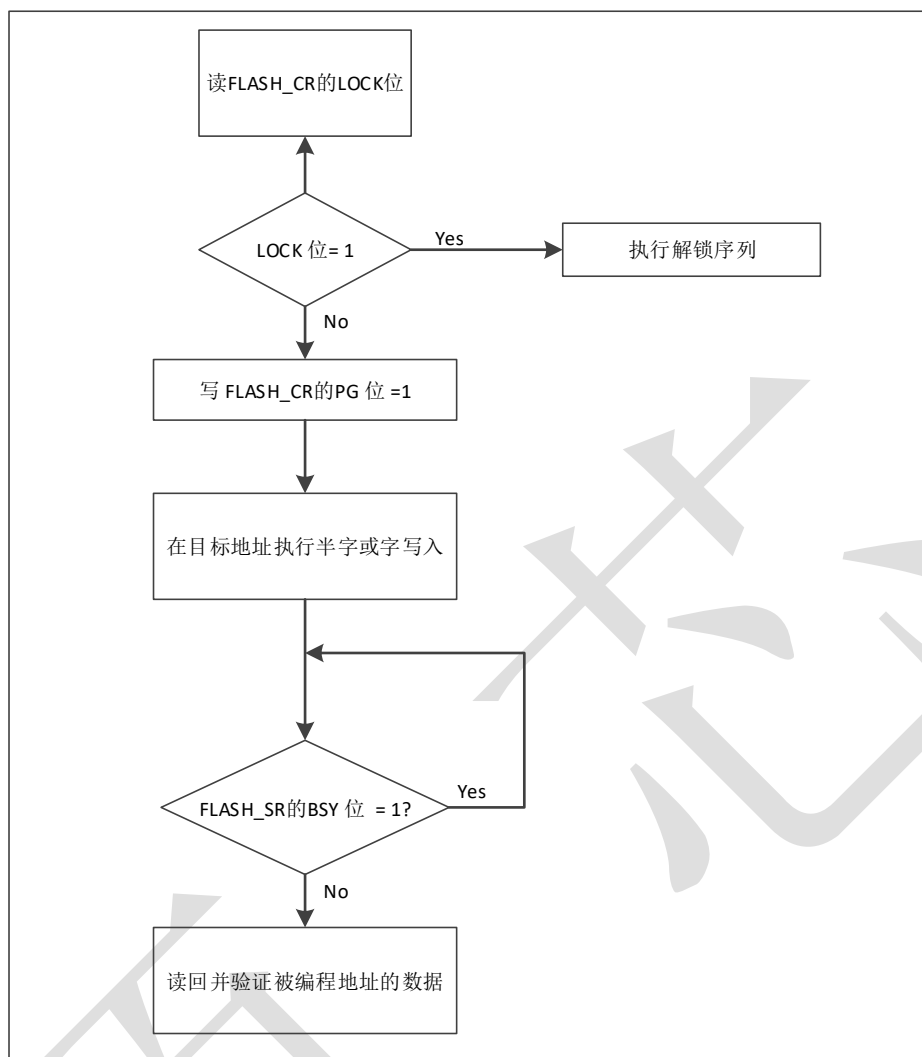 读FLASH_CR的LOCK位
LOCK 位= 1
Yes
执行解锁序列
No
写 FLASH_CR的PG 位 =1
在目标地址执行半字或字写入
FLASH_SR的BSY 位 = 1?
Yes
No
读回并验证被编程地址的数据